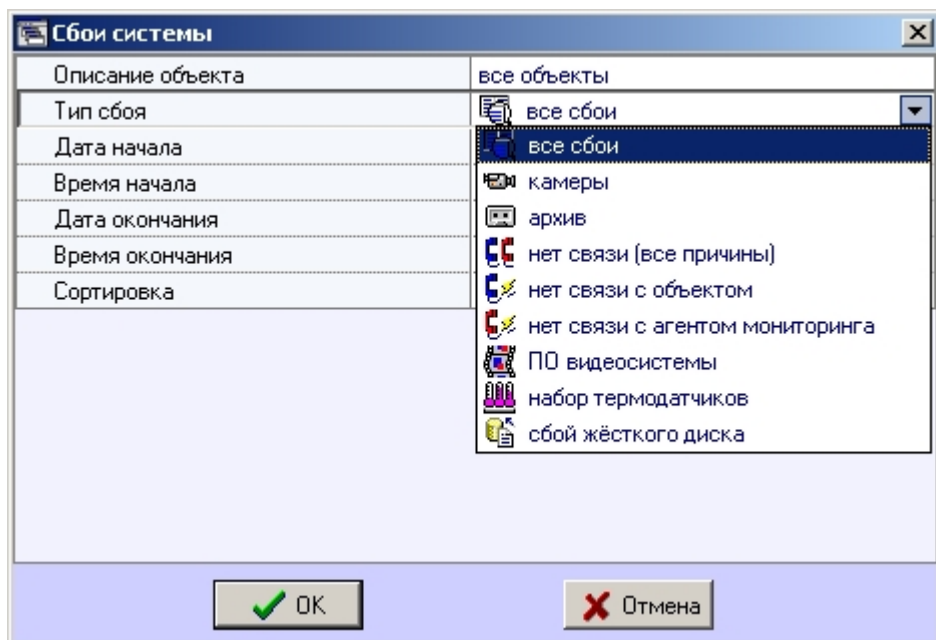 Сбои системы
Описание объекта все объекты
Тип сбоя все сбои
все сбои
Дата начала
камеры
Время начала
архив
Дата окончания
нет связи (все причины)
Время окончания
нет связи с объектом
Сортировка
нет связи с агентом мониторинга
ПО видеосистемы
набор термодатчиков
сбой жёсткого диска
OK Отмена